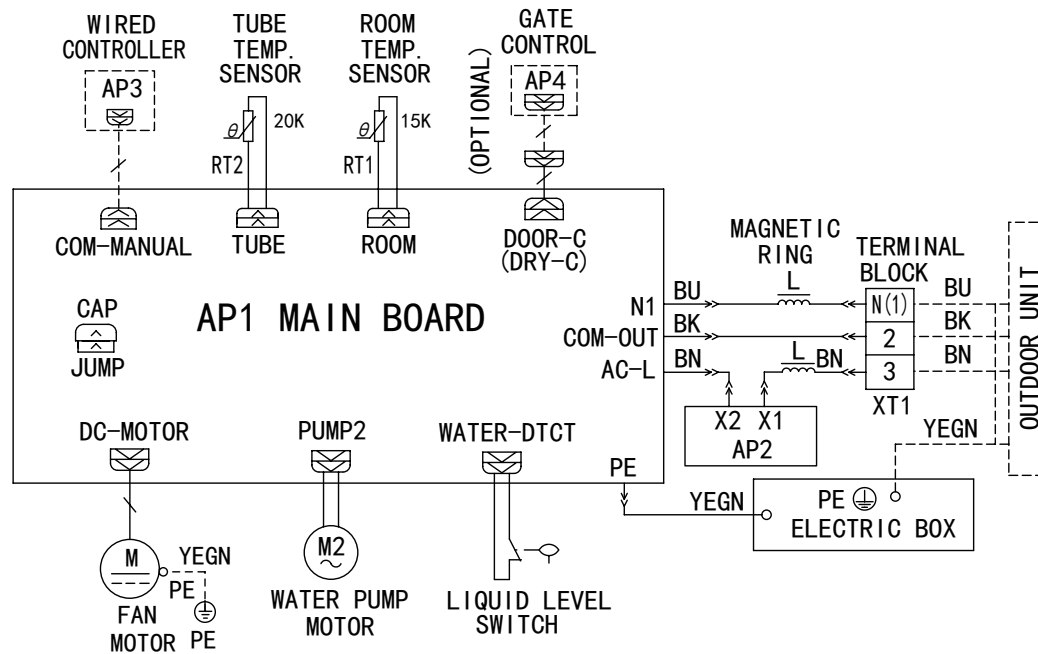 WIRED
CONTROLLER
AP3
TUBE
TEMP.
SENSOR
θ
20K
RT2
ROOM
TEMP.
SENSOR
θ
15K
RT1
GATE
CONTROL
AP4
(OPTIONAL)
COM-MANUAL
TUBE
ROOM
DOOR-C
(DRY-C)
CAP
JUMP
AP1 MAIN BOARD
N1
COM-OUT
AC-L
BU
BK
BN
MAGNETIC
RING
L
L
BN
TERMINAL
BLOCK
N(1)
2
3
XT1
BU
BK
BN
YEGN
OUTDOOR UNIT
X2 X1
AP2
DC-MOTOR
PUMP2
WATER-DTCT
PE
YEGN
PE
ELECTRIC BOX
M
YEGN
PE
PE
FAN
MOTOR
M2
WATER PUMP
MOTOR
LIQUID LEVEL
SWITCH